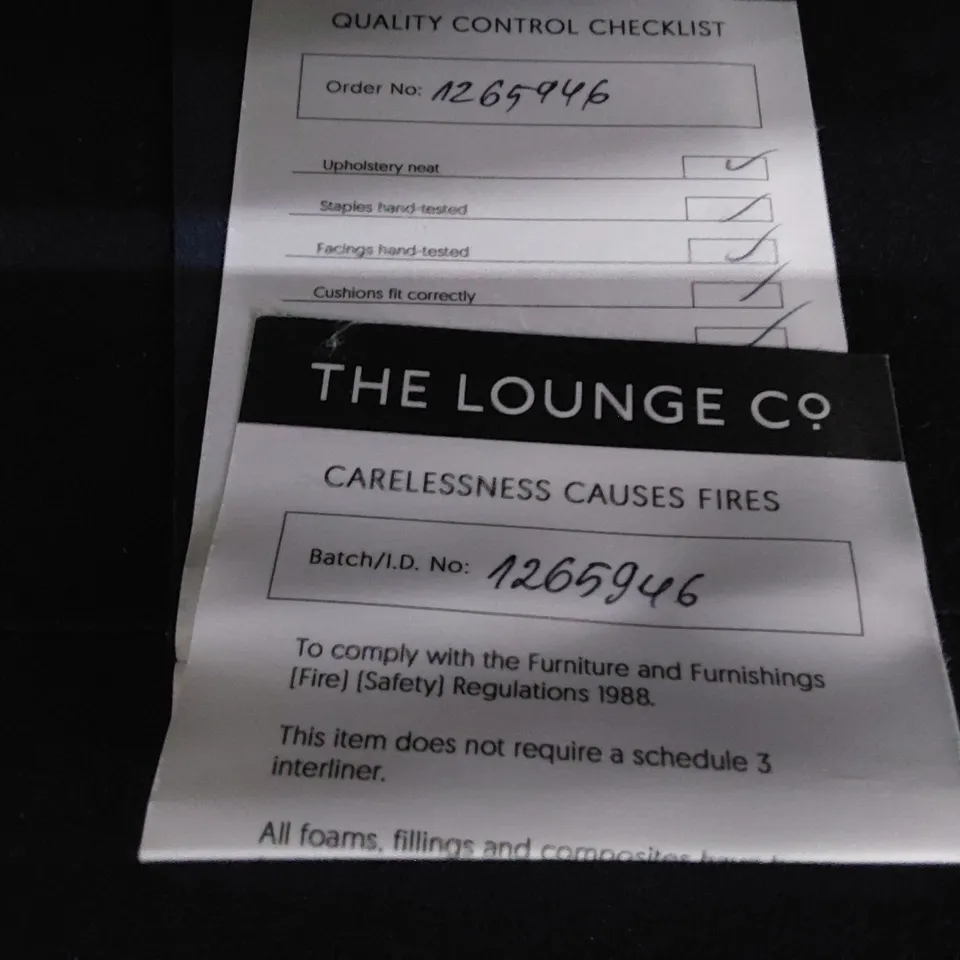 QUALITY CONTROL CHECKLIST
Order No: 1265946
Upholstery neat
Staples hand-tested
Facings hand-tested
Cushions fit correctly
THE LOUNGE Cº
CARELESSNESS CAUSES FIRES
Batch/I.D. No: 1265946
To comply with the Furniture and Furnishings
(Fire) (Safety) Regulations 1988.
This item does not require a schedule 3
interliner.
All foams, fillings and composites have